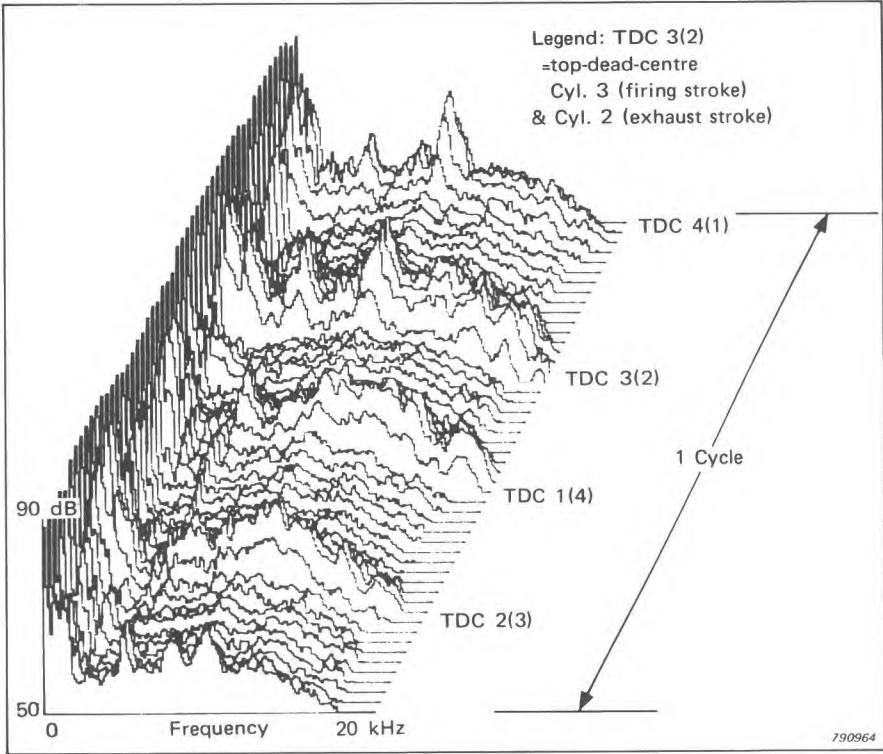 Legend: TDC 3(2)
=top-dead-centre
Cyl. 3 (firing stroke)
& Cyl. 2 (exhaust stroke)
TDC 4(1)
TDC 3(2)
1 Cycle
TDC 1(4)
90 dB
TDC 2(3)
50
0 Frequency 20 kHz
790964